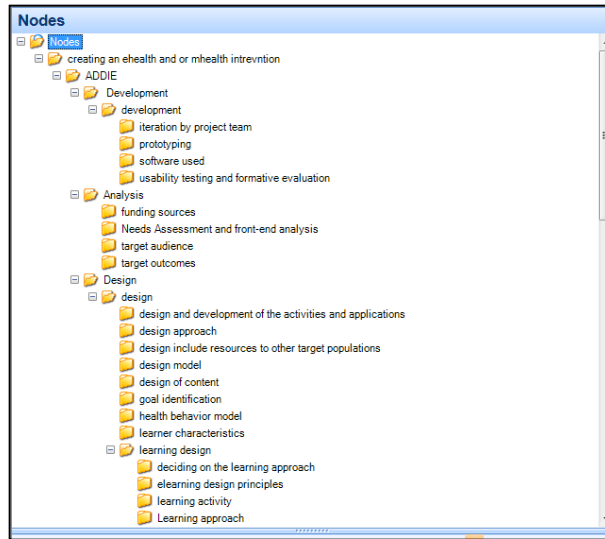 Nodes
Nodes
creating an ehealth and or mhealth intrevntion
ADDIE
Development
development
iteration by project team
prototyping
software used
usability testing and formative evaluation
Analysis
funding sources
Needs Assessment and front-end analysis
target audience
target outcomes
Design
design
design and development of the activities and applications
design approach
design include resources to other target populations
design model
design of content
goal identification
health behavior model
learner characteristics
learning design
deciding on the learning approach
elearning design principles
learning activity
Learning approach